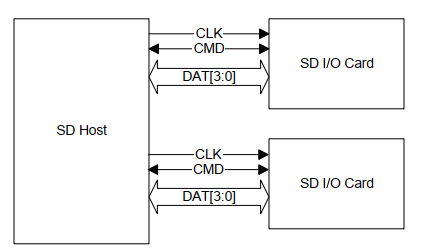 CLK
CMD
SD I/O Card
DAT[3:0]
SD Host
CLK
CMD
SD I/O Card
DAT[3:0]